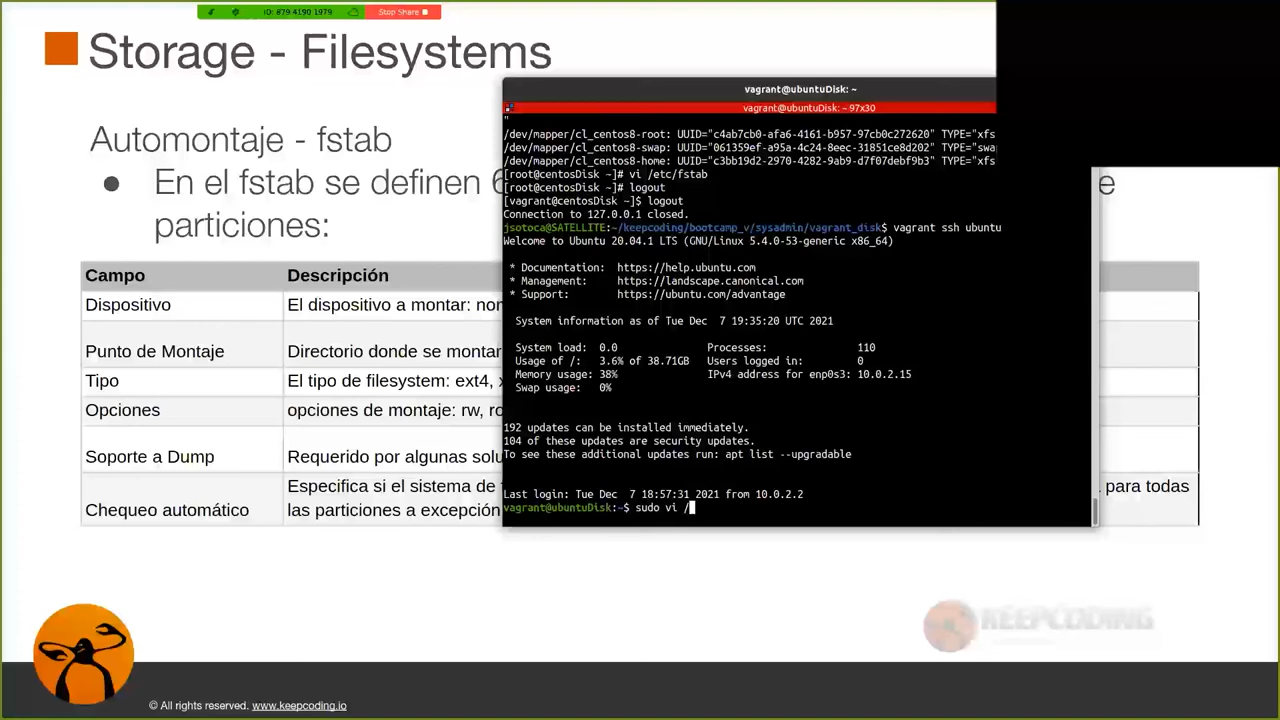 ID: 879 4190 1979
Stop Share
Storage - Filesystems
Automontaje - fstab
En el fstab se definen 6
e
particiones:
Campo
Descripción
Dispositivo
El dispositivo a montar:
Punto de Montaje
Directorio donde se montar
Tipo
El tipo de filesystem: ext4,
Opciones
opciones de montaje: rw,
Soporte a Dump
Requerido por algunas
Chequeo automático
Especifica si el sistema de
para todas
las particiones a excepción
vagrant@ubuntuDisk: ~
vagrant@ubuntuDisk: ~ 97x30
"
/dev/mapper/cl_centos8-root: UUID="c4ab7cb0-afa6-4161-b957-97cb0c272620" TYPE="xfs
/dev/mapper/cl_centos8-swap: UUID="061359ef-a95a-4c24-8eec-31851ce8d202" TYPE="swa
/dev/mapper/cl_centos8-home: UUID="c3bb19d2-2970-4282-9ab9-d7f07debf9b3" TYPE="xfs
[root@centosDisk ~]# vi /etc/fstab
[root@centosDisk ~]# logout
[vagrant@centosDisk ~]$ logout
Connection to 127.0.0.1 closed.
jsotoca@SATELLITE:~/keepcoding/bootcamp_v/sysadmin/vagrant_disk$ vagrant ssh ubuntu
Welcome to Ubuntu 20.04.1 LTS (GNU/Linux 5.4.0-53-generic x86_64)
* Documentation: https://help.ubuntu.com
* Management: https://landscape.canonical.com
* Support: https://ubuntu.com/advantage
System information as of Tue Dec 7 19:35:20 UTC 2021
System load: 0.0 Processes: 110
Usage of /: 3.6% of 38.71GB Users logged in: 0
Memory usage: 38% IPv4 address for enp0s3: 10.0.2.15
Swap usage: 0%
192 updates can be installed immediately.
104 of these updates are security updates.
To see these additional updates run: apt list --upgradable
Last login: Tue Dec 7 18:57:31 2021 from 10.0.2.2
vagrant@ubuntuDisk:~$ sudo vi /
KEEPCODING
© All rights reserved. www.keepcoding.io